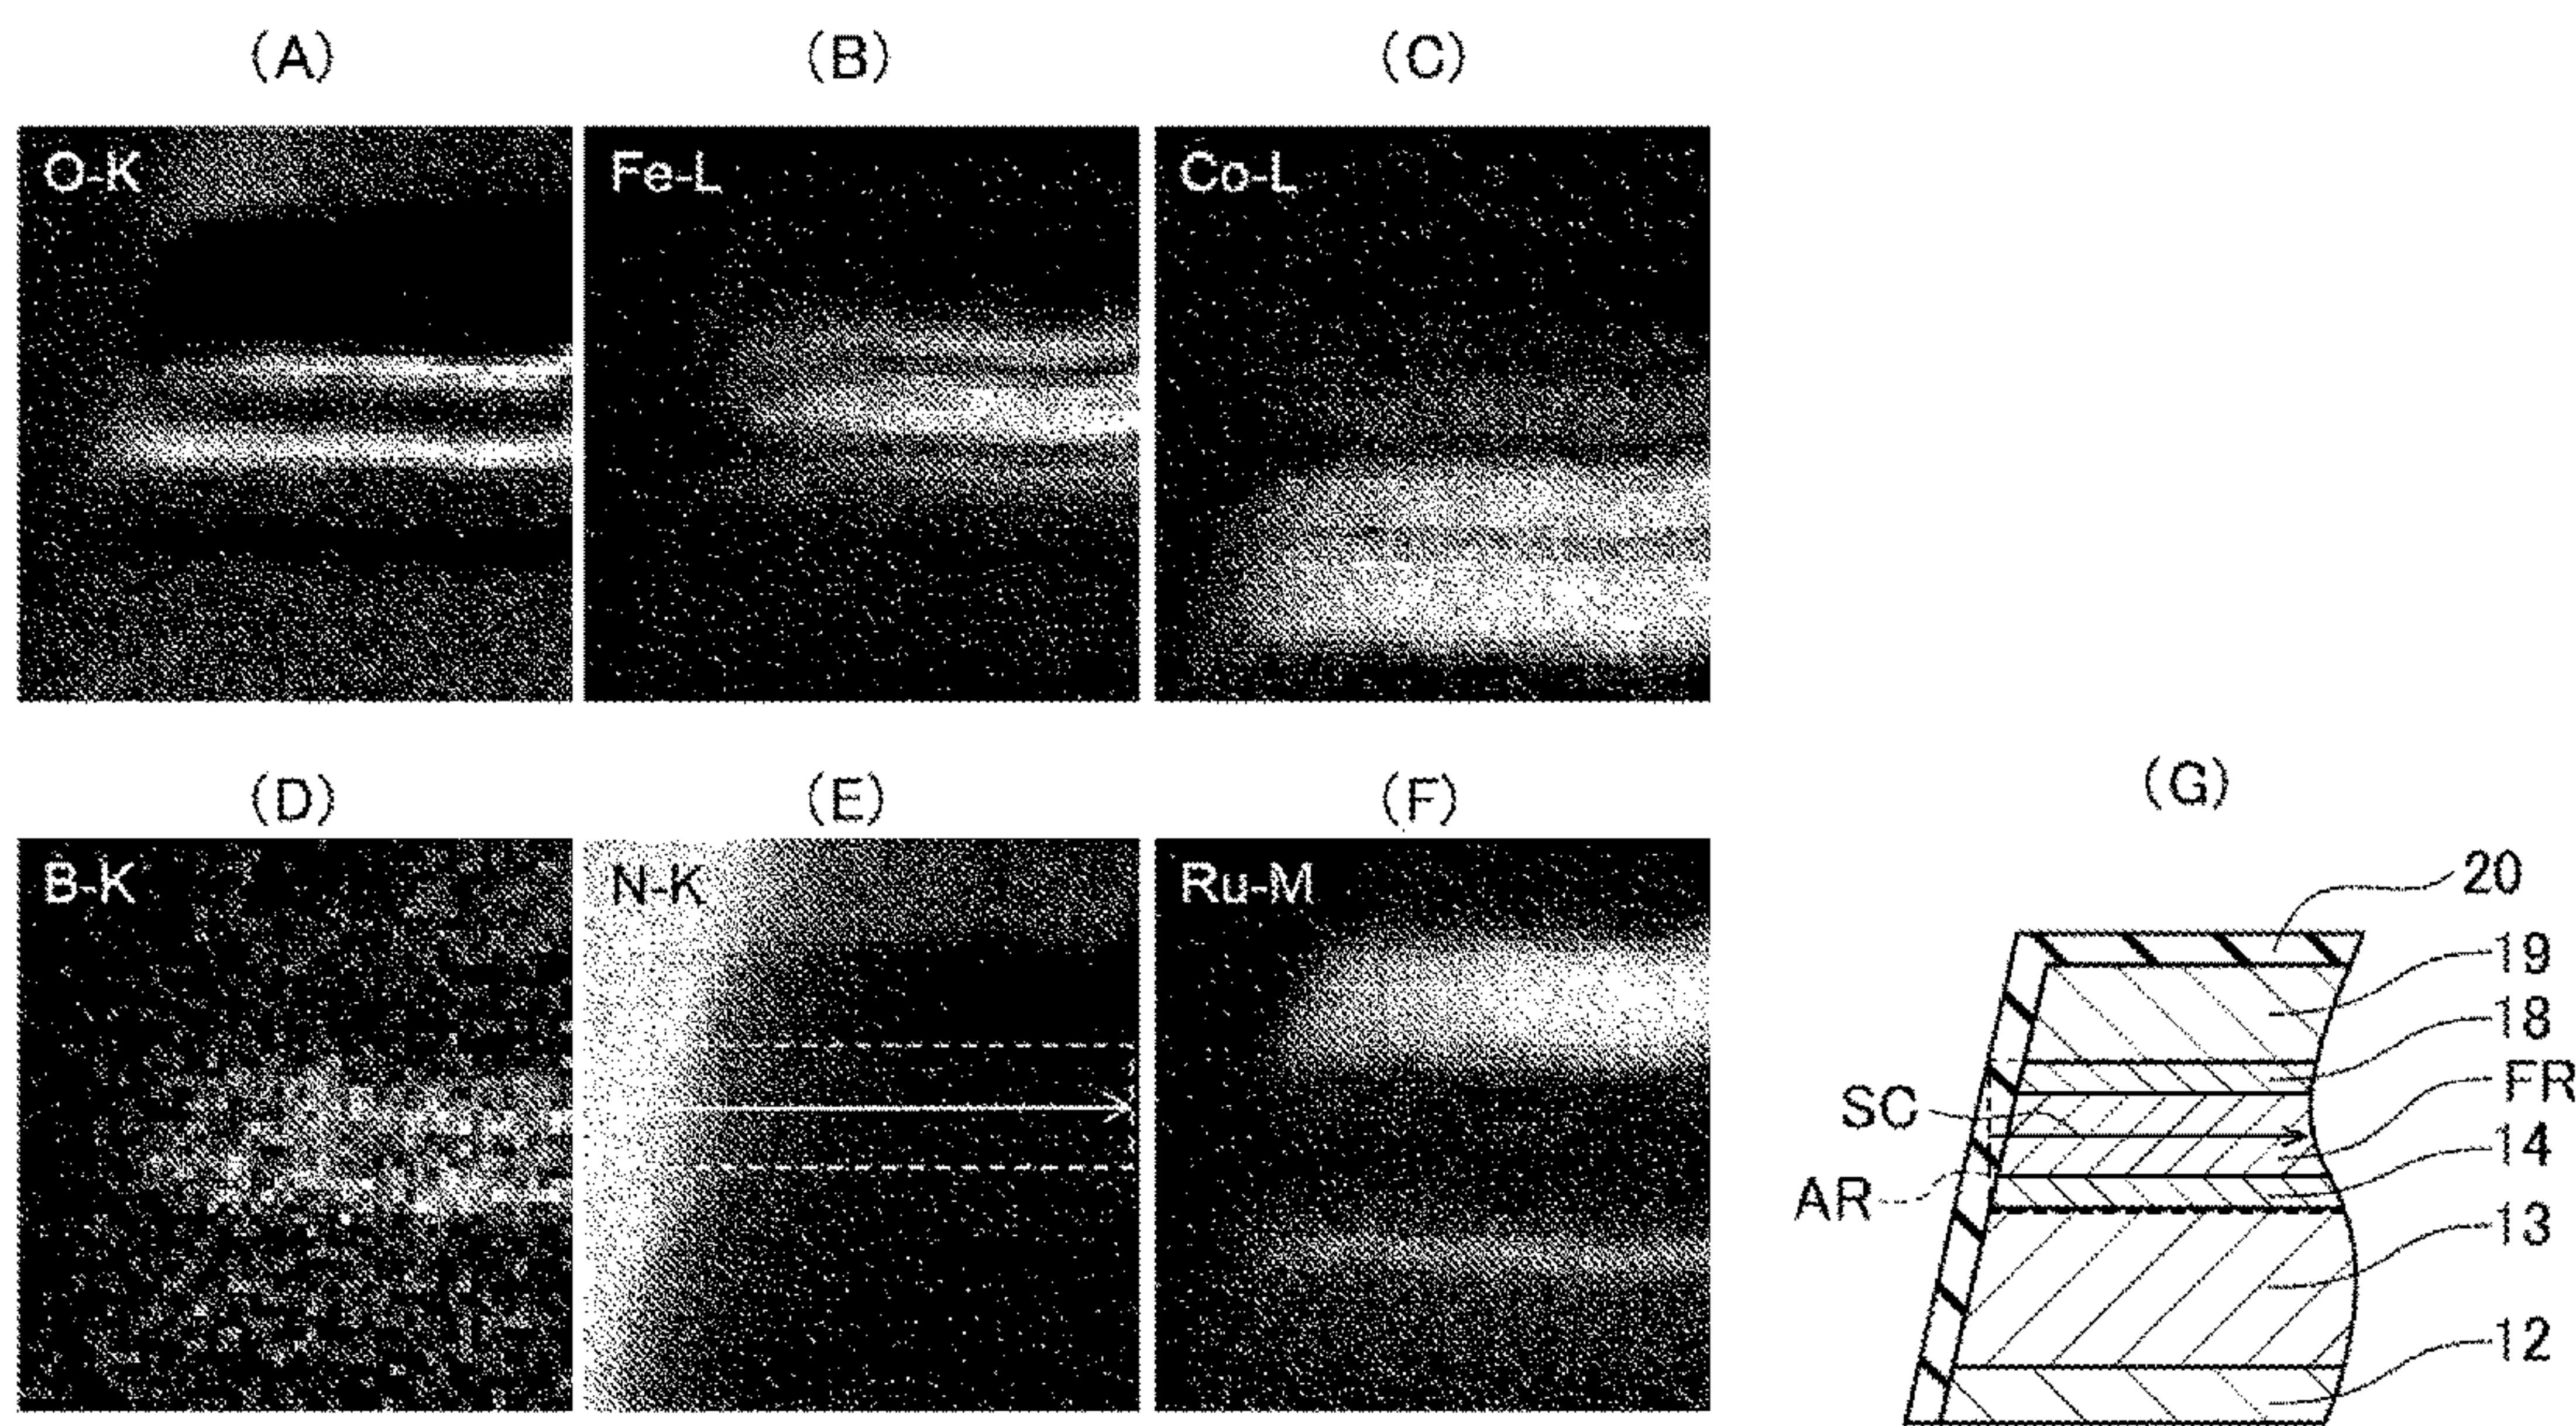 (A)
(B)
(C)
O-K
Fe-L
Co-L
(D)
(E)
(F)
(G)
B-K
N-K
Ru-M
20
19
18
FR
SC
14
AR
13
12